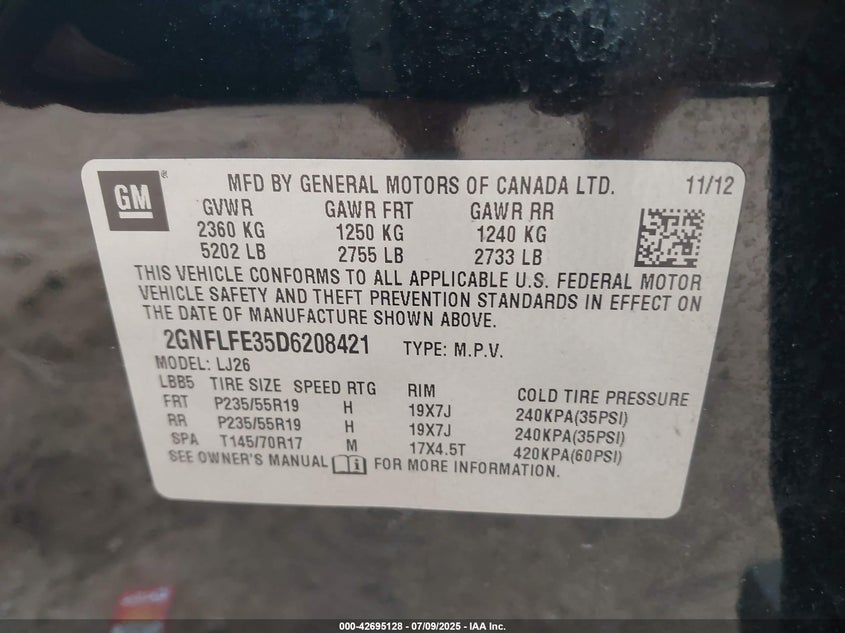 GM ® MFD BY GENERAL MOTORS OF CANADA LTD. 11/12
GVWR GAWR FRT GAWR RR
2360 KG 1250 KG 1240 KG
5202 LB 2755 LB 2733 LB
THIS VEHICLE CONFORMS TO ALL APPLICABLE U.S. FEDERAL MOTOR
VEHICLE SAFETY AND THEFT PREVENTION STANDARDS IN EFFECT ON
THE DATE OF MANUFACTURE SHOWN ABOVE.
2GNFLFE35D6208421 TYPE: M.P.V.
MODEL: LJ26
LBB5 TIRE SIZE SPEED RTG RIM COLD TIRE PRESSURE
FRT P235/55R19 H 19X7J 240KPA(35PSI)
RR P235/55R19 H 19X7J 240KPA(35PSI)
SPA T145/70R17 M 17X4.5T 420KPA(60PSI)
SEE OWNER'S MANUAL FOR MORE INFORMATION.
000-42695128 - 07/09/2025 - IAA Inc.